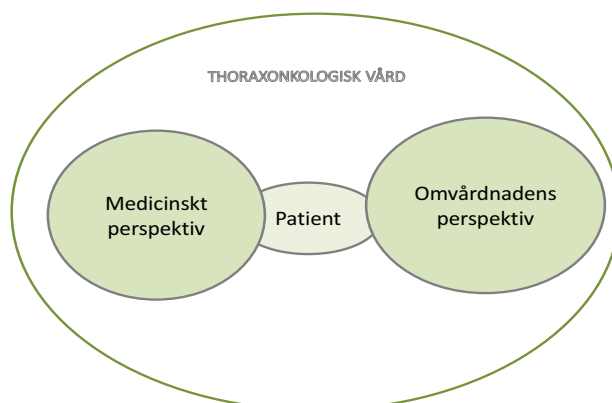 THORAXONKOLOGISK VÅRD
Medicinskt
perspektiv
Patient
Omvårdnadens
perspektiv